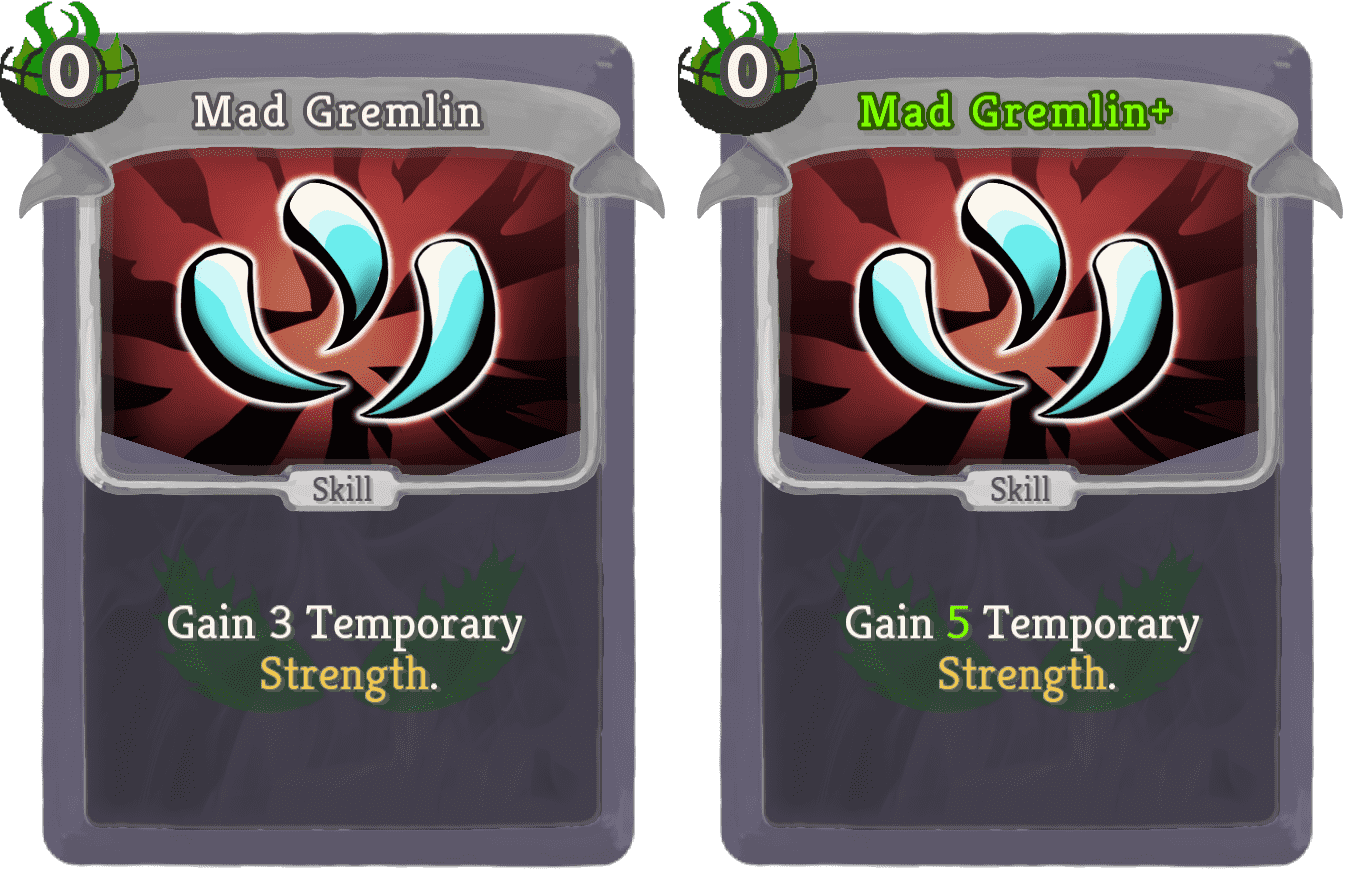 0
Mad Gremlin
Skill
Gain 3 Temporary
Strength.
0
Mad Gremlin+
Skill
Gain 5 Temporary
Strength.